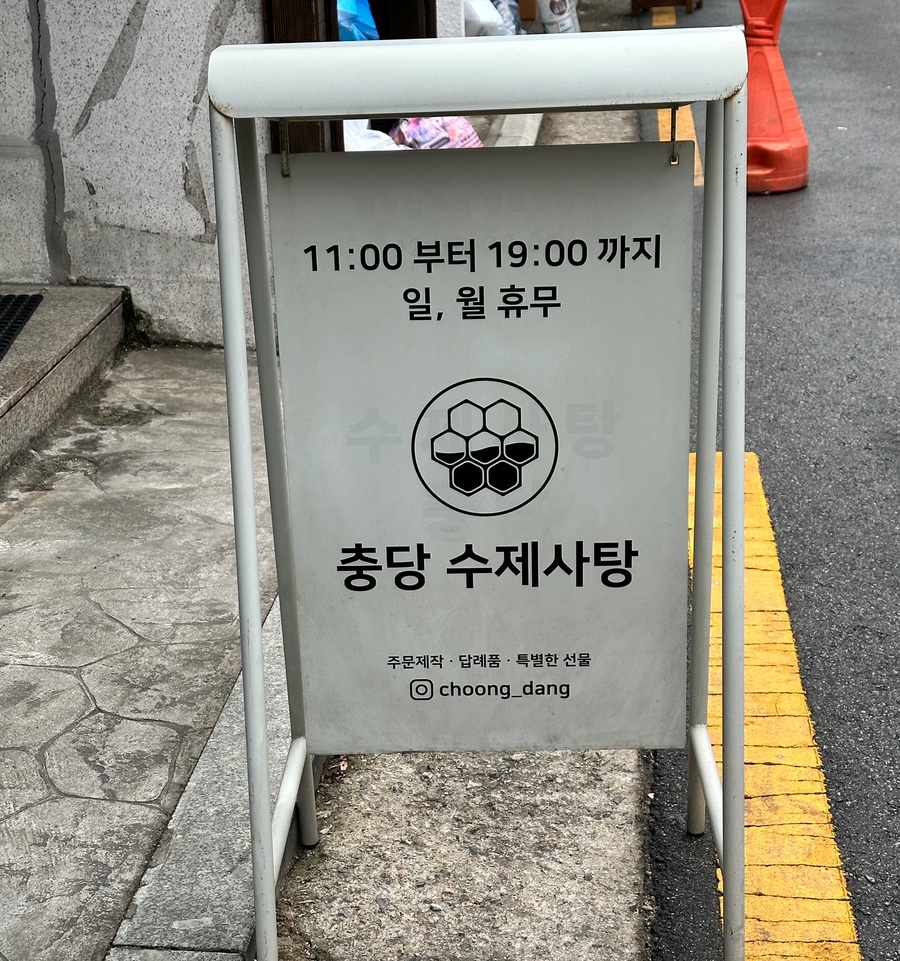 11:00 부터 19:00 까지
일, 월 휴무
충당 수제사탕
주문제작 · 답례품 · 특별한 선물
choong_dang